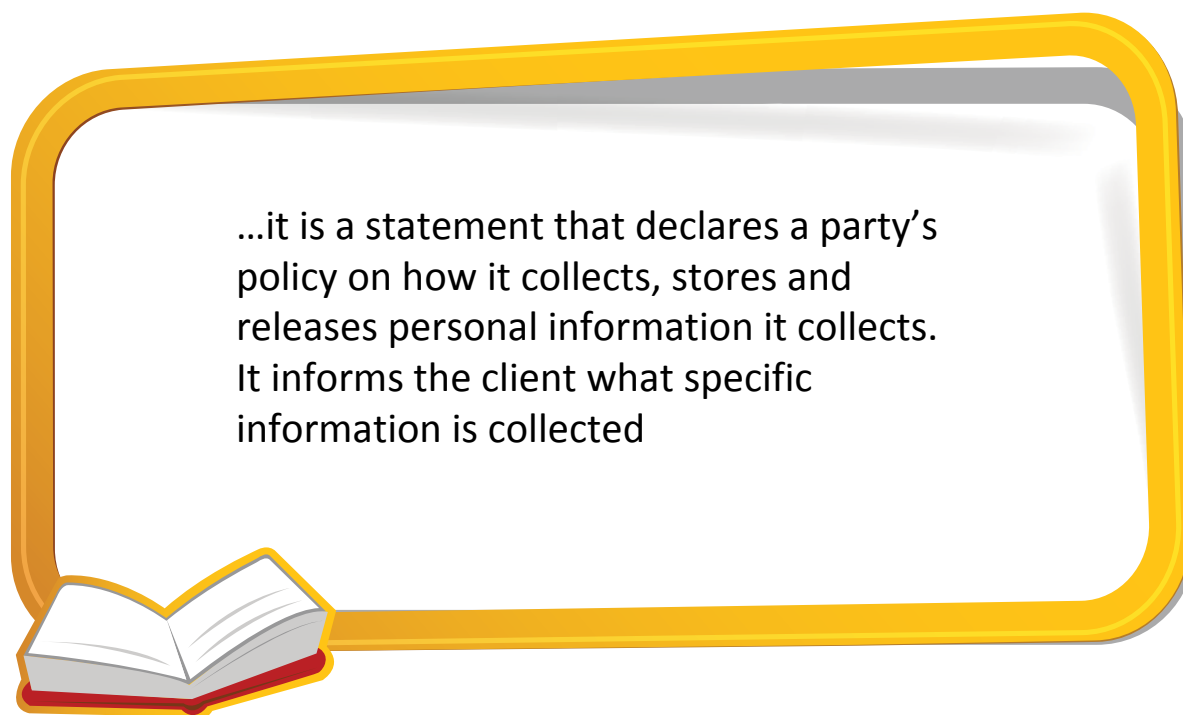 …it is a statement that declares a party’s
policy on how it collects, stores and
releases personal information it collects.
It informs the client what specific
information is collected